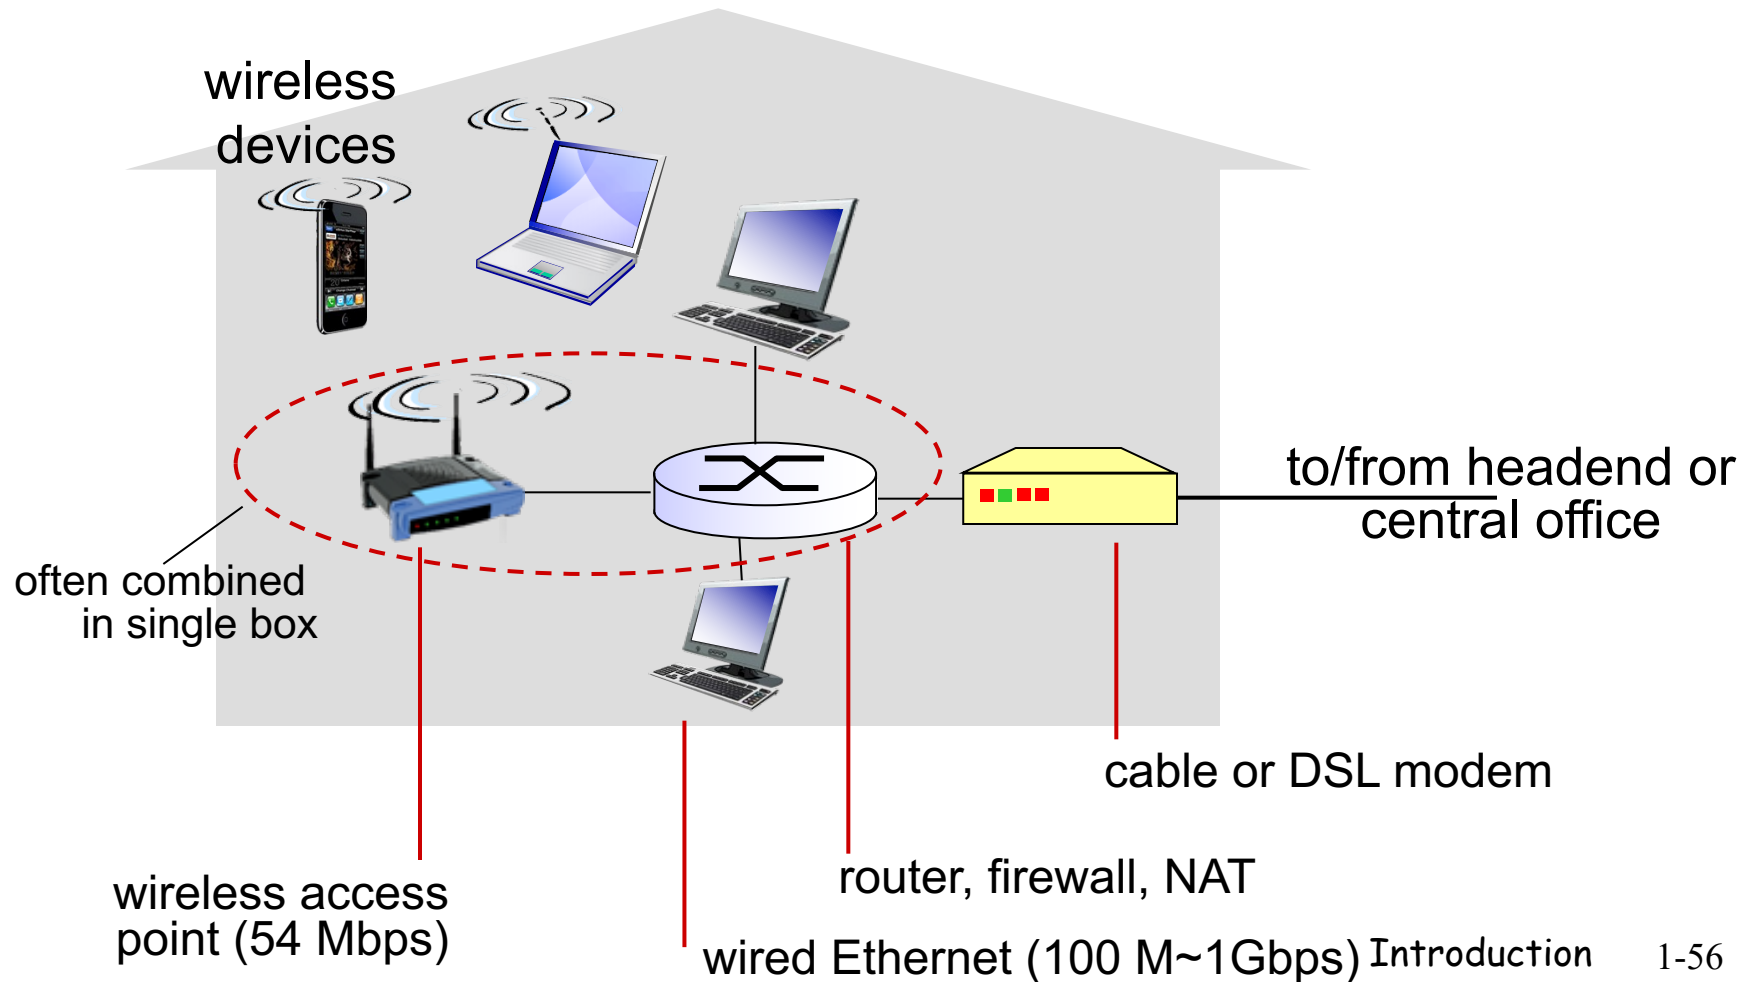 wireless
devices
to/from headend or
central office
often combined
in single box
cable or DSL modem
router, firewall, NAT
wireless access
point (54 Mbps)
wired Ethernet (100 M~1Gbps)
Introduction 1-56